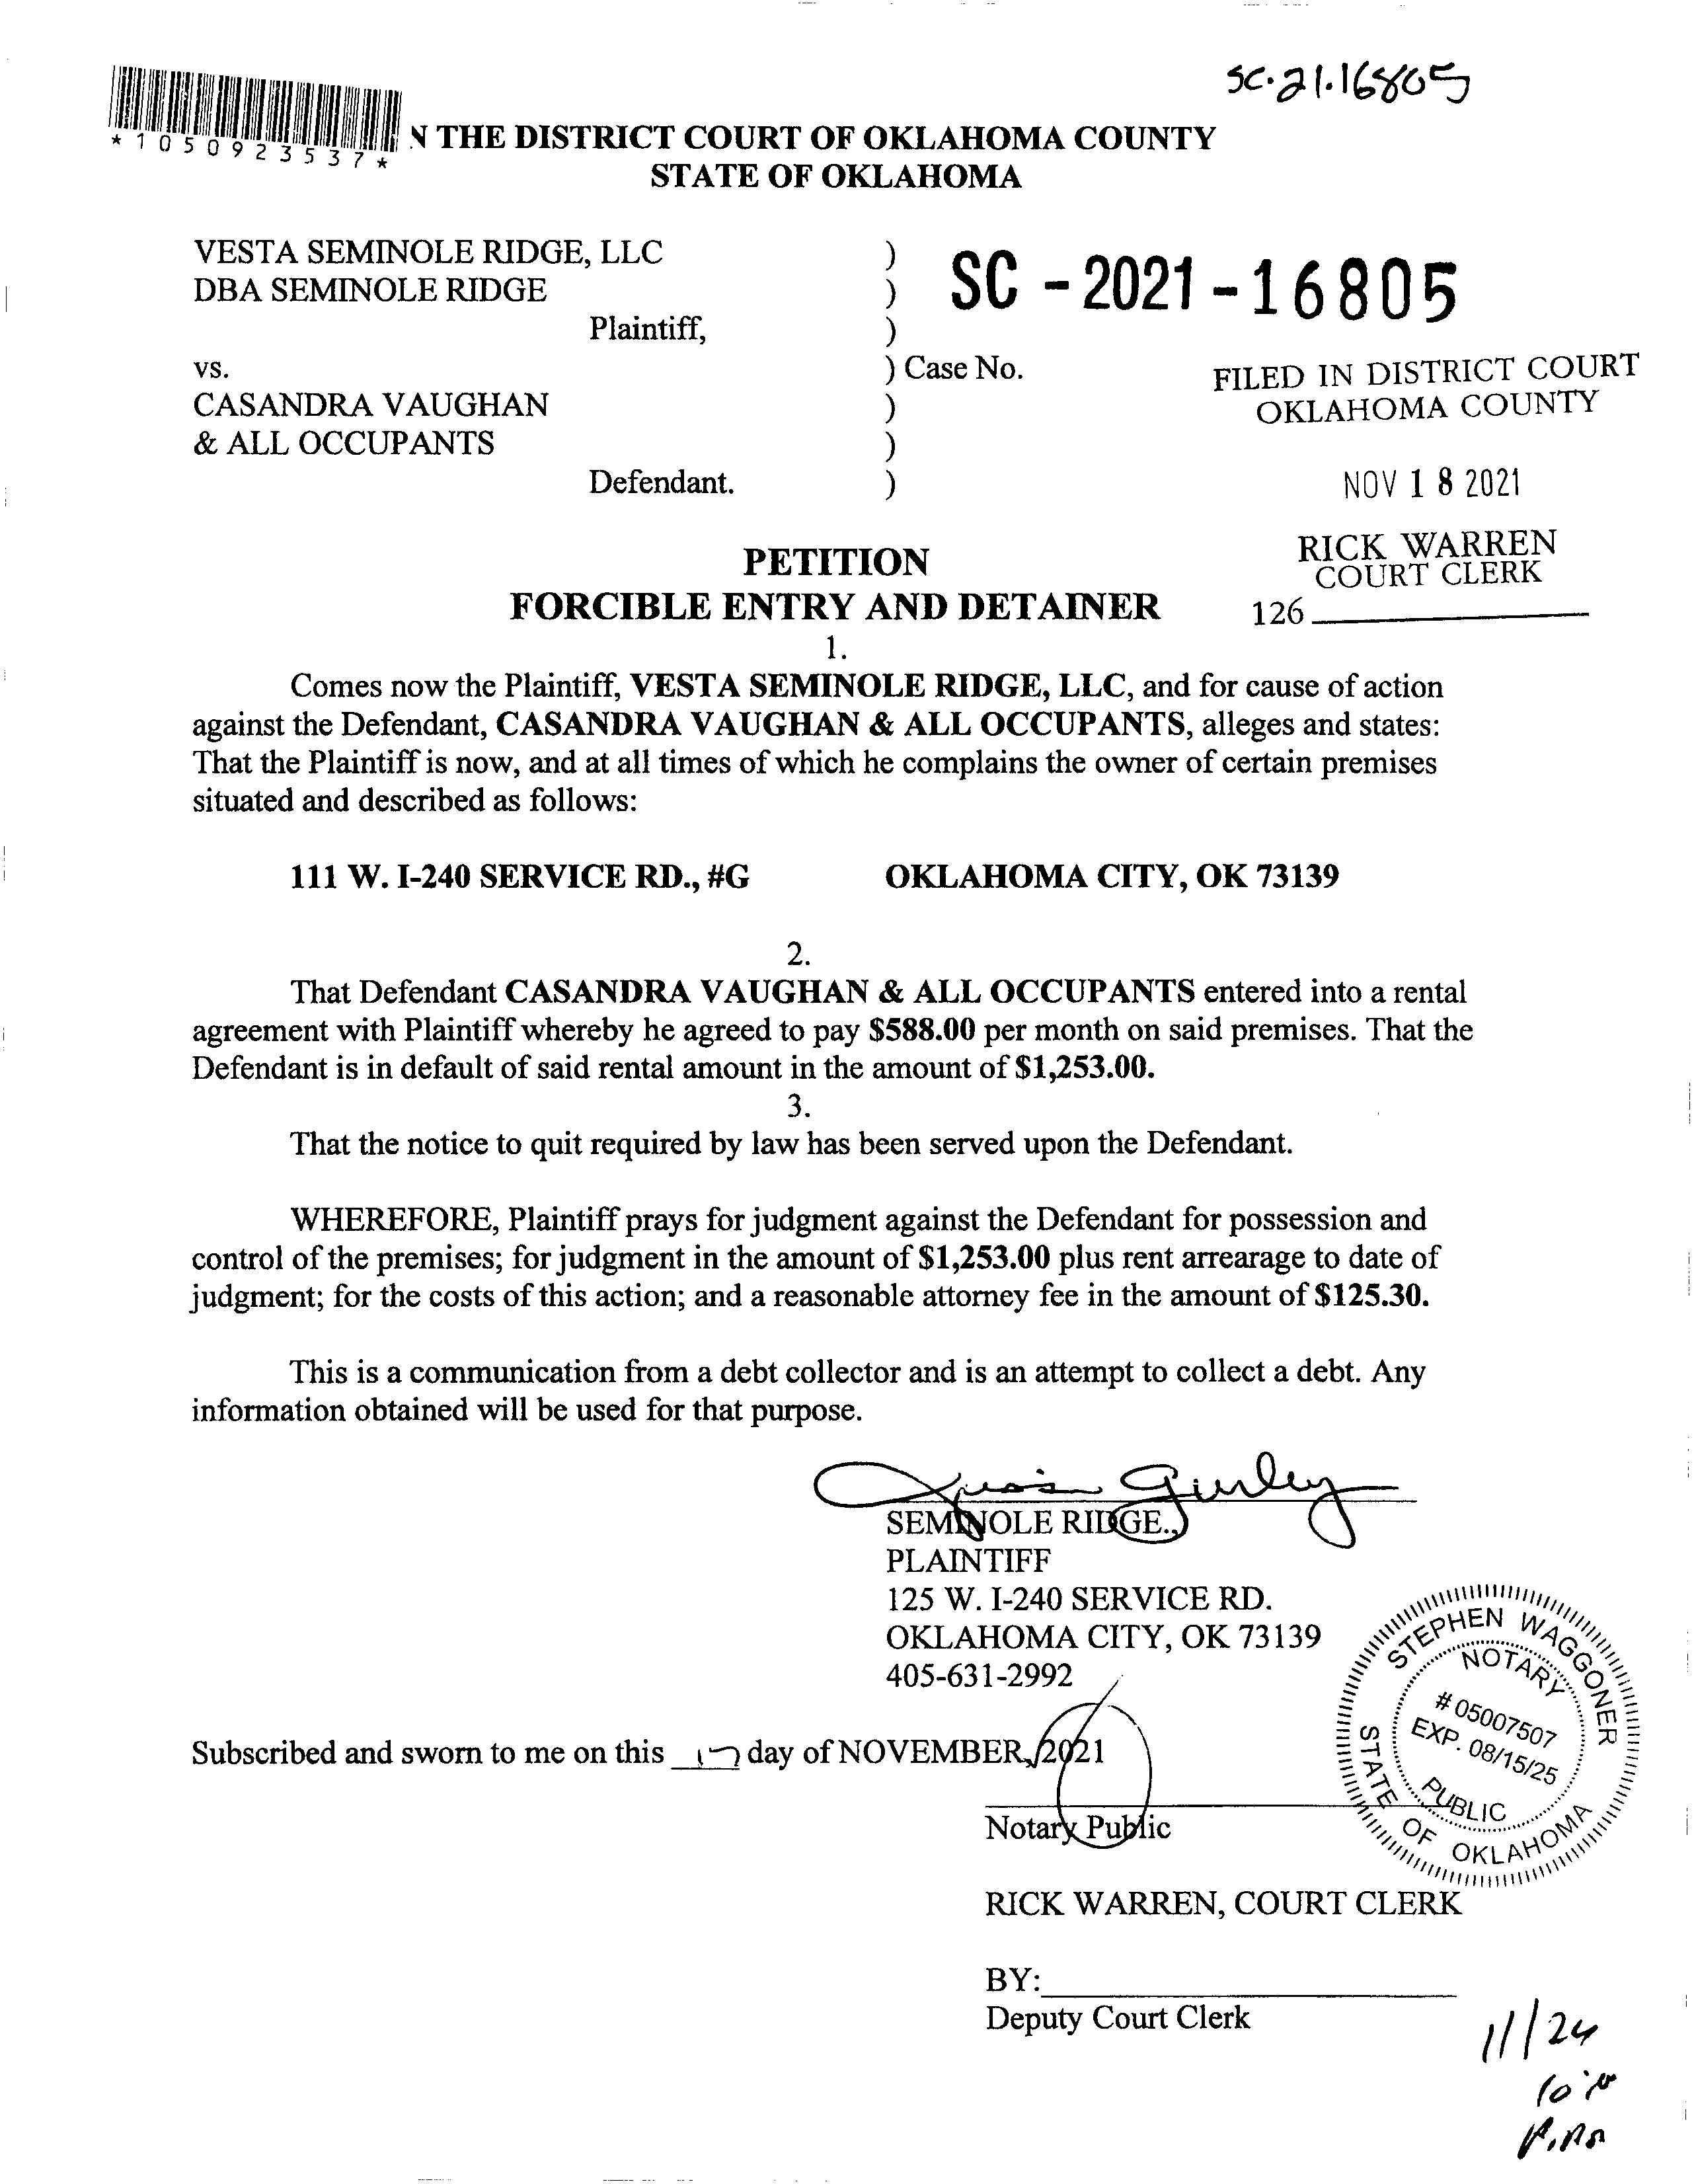 SC·21·16805
*1050923537*
N THE DISTRICT COURT OF OKLAHOMA COUNTY
STATE OF OKLAHOMA
VESTA SEMINOLE RIDGE, LLC )
DBA SEMINOLE RIDGE )
Plaintiff, )
SC - 2021 - 16805
vs. ) Case No.
CASANDRA VAUGHAN )
& ALL OCCUPANTS )
Defendant. )
FILED IN DISTRICT COURT
OKLAHOMA COUNTY
NOV 18 2021
RICK WARREN
COURT CLERK
126
PETITION
FORCIBLE ENTRY AND DETAINER
1.
Comes now the Plaintiff, VESTA SEMINOLE RIDGE, LLC, and for cause of action
against the Defendant, CASANDRA VAUGHAN & ALL OCCUPANTS, alleges and states:
That the Plaintiff is now, and at all times of which he complains the owner of certain premises
situated and described as follows:
111 W. I-240 SERVICE RD., #G OKLAHOMA CITY, OK 73139
2.
That Defendant CASANDRA VAUGHAN & ALL OCCUPANTS entered into a rental
agreement with Plaintiff whereby he agreed to pay $588.00 per month on said premises. That the
Defendant is in default of said rental amount in the amount of $1,253.00.
3.
That the notice to quit required by law has been served upon the Defendant.
WHEREFORE, Plaintiff prays for judgment against the Defendant for possession and
control of the premises; for judgment in the amount of $1,253.00 plus rent arrearage to date of
judgment; for the costs of this action; and a reasonable attorney fee in the amount of $125.30.
This is a communication from a debt collector and is an attempt to collect a debt. Any
information obtained will be used for that purpose.
Gurley
SEMINOLE RIDGE.,
PLAINTIFF
125 W. I-240 SERVICE RD.
OKLAHOMA CITY, OK 73139
405-631-2992
Subscribed and sworn to me on this 17 day of NOVEMBER, 2021
Notary Public
STEPHEN WAGGONER
NOTARY
# 05007507
EXP. 08/15/25
PUBLIC
STATE OF OKLAHOMA
RICK WARREN, COURT CLERK
BY:
Deputy Court Clerk
11/24